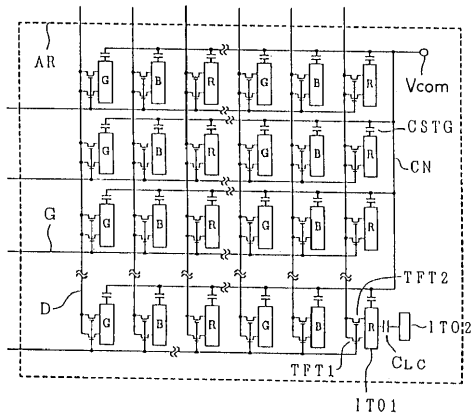 AR
G B R G B R
Vcom
CSTG
G B R G B R
CN
G B R G B R
G
TFT2
D
G B R G B R
ITO2
CLC
TFT1
ITO1